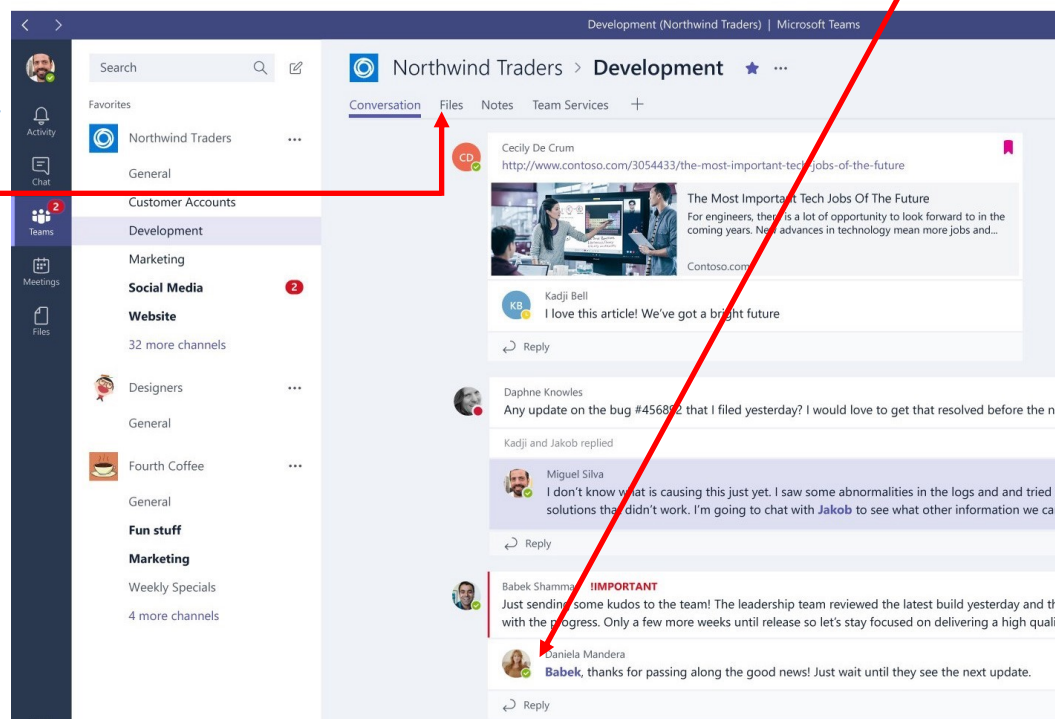 Development (Northwind Traders) | Microsoft Teams
Search
Northwind Traders > Development
Conversation Files Notes Team Services
Activity
Chat
2
Teams
Meetings
Files
Favorites
Northwind Traders
General
Customer Accounts
Development
Marketing
Social Media 2
Website
32 more channels
Designers
General
Fourth Coffee
General
Fun stuff
Marketing
Weekly Specials
4 more channels
CD
Cecily De Crum
http://www.contoso.com/3054433/the-most-important-tech-jobs-of-the-future
The Most Important Tech Jobs Of The Future
For engineers, there is a lot of opportunity to look forward to in the
coming years. New advances in technology mean more jobs and...
Contoso.com
KB
Kadji Bell
I love this article! We've got a bright future
Reply
Daphne Knowles
Any update on the bug #456892 that I filed yesterday? I would love to get that resolved before the n
Kadji and Jakob replied
Miguel Silva
I don't know what is causing this just yet. I saw some abnormalities in the logs and and tried
solutions that didn't work. I'm going to chat with Jakob to see what other information we ca
Reply
Babek Shamma !IMPORTANT
Just sending some kudos to the team! The leadership team reviewed the latest build yesterday and th
with the progress. Only a few more weeks until release so let's stay focused on delivering a high quali
Daniela Mandera
Babek, thanks for passing along the good news! Just wait until they see the next update.
Reply